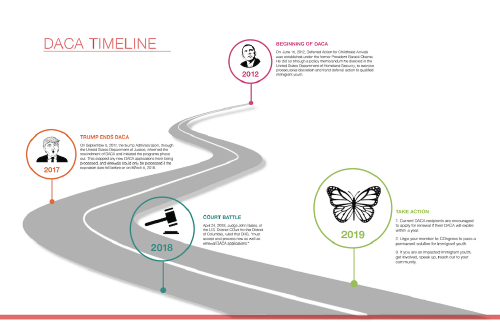 DACA TIMELINE
BEGINNING OF DACA
On June 15, 2012, Deferred Action for Childhood Arrivals
was established under the former President Barack Obama.
He did so through a policy memorandum he directed in the
United States Department of Homeland Security, to exercise
prosecutorial discretion and hand deferred action to qualified
immigrant youth.
2012
TRUMP ENDS DACA
On September 5, 2017, the Trump Administration, through
the United States Department of Justice, informed the
of DACA and initiated the programs phase
out. This stopped any new DACA applications from being
processed, and renewals could only be processed if the
expiration date fell before or on March 5, 2018.
2017
COURT BATTLE
April 24, 2018, Judge John Bates, of
the U.S. District Court for the District
of Columbia, ruled that DHS, "must
accept and process new as well as
renewal DACA applications."
2018
TAKE ACTION
1. Current DACA recipients are encouraged
to apply for renewal if their DACA will expire
within a year.
2. Urge your member to Congress to pass a
permanent solution for immigrant youth.
3. If you are an impacted immigrant youth,
get involved, speak up, reach out to your
community.
2019